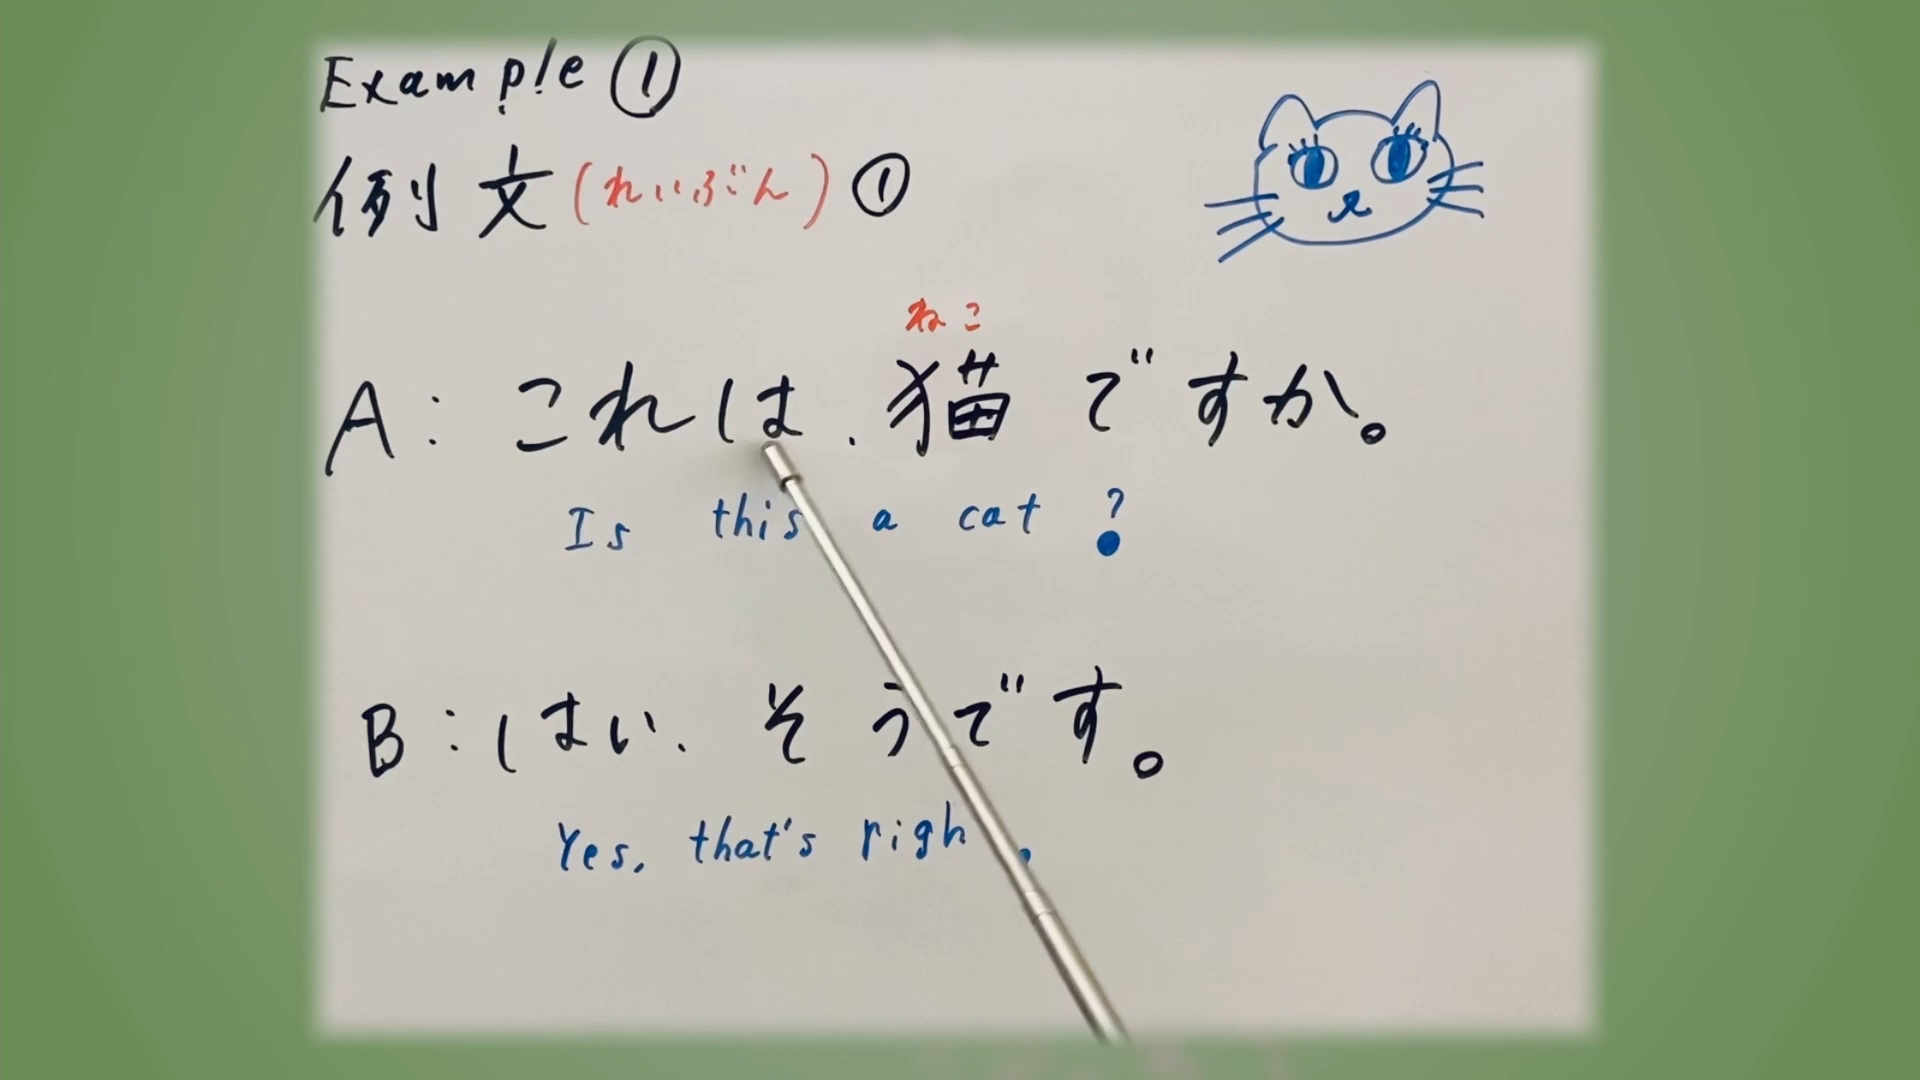 Example ①
例文(れいぶん)①
ねこ
A: これは、猫ですか。
Is this a cat?
B:はい、そうです。
Yes, that's righ .